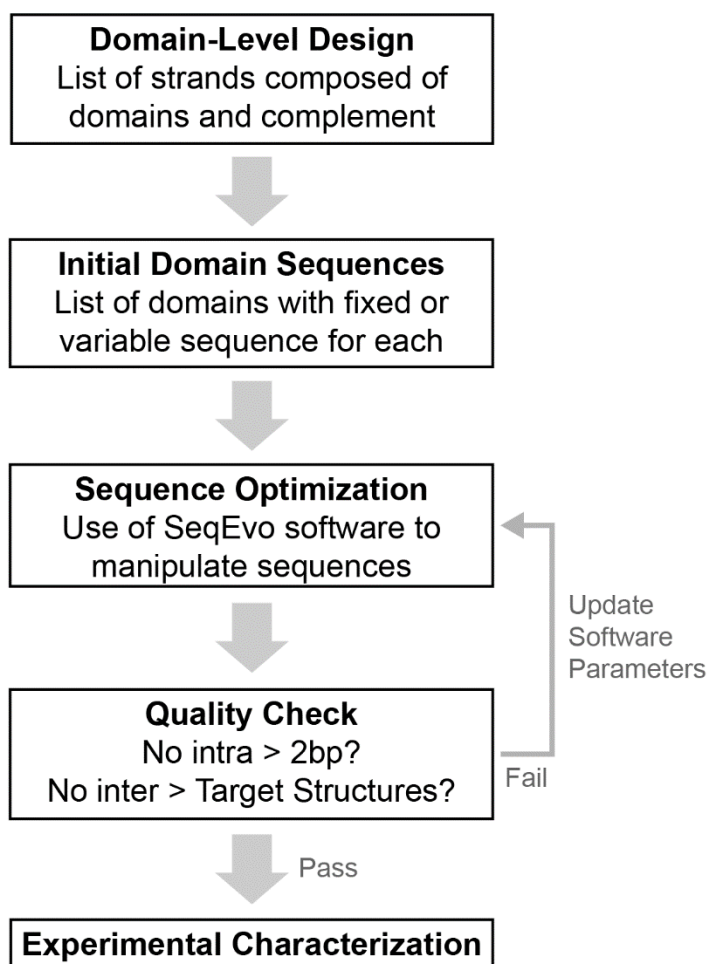 Domain-Level Design
List of strands composed of
domains and complement
Initial Domain Sequences
List of domains with fixed or
variable sequence for each
Sequence Optimization
Use of SeqEvo software to
manipulate sequences
Update
Software
Parameters
Quality Check
No intra > 2bp?
No inter > Target Structures?
Fail
Pass
Experimental Characterization